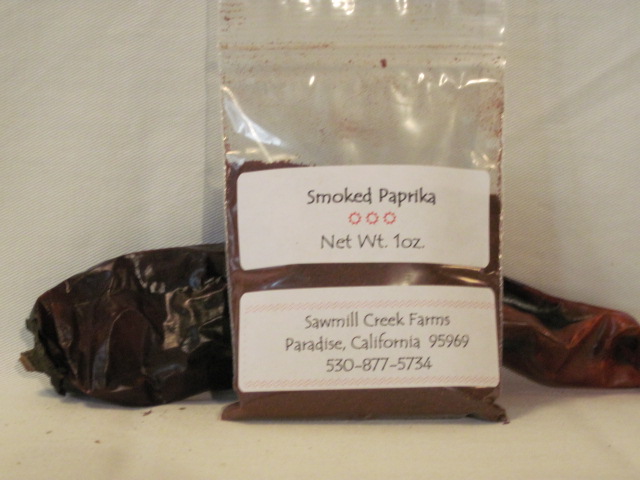 Smoked Paprika
Net Wt. 1oz.
Sawmill Creek Farms
Paradise, California 95969
530-877-5734